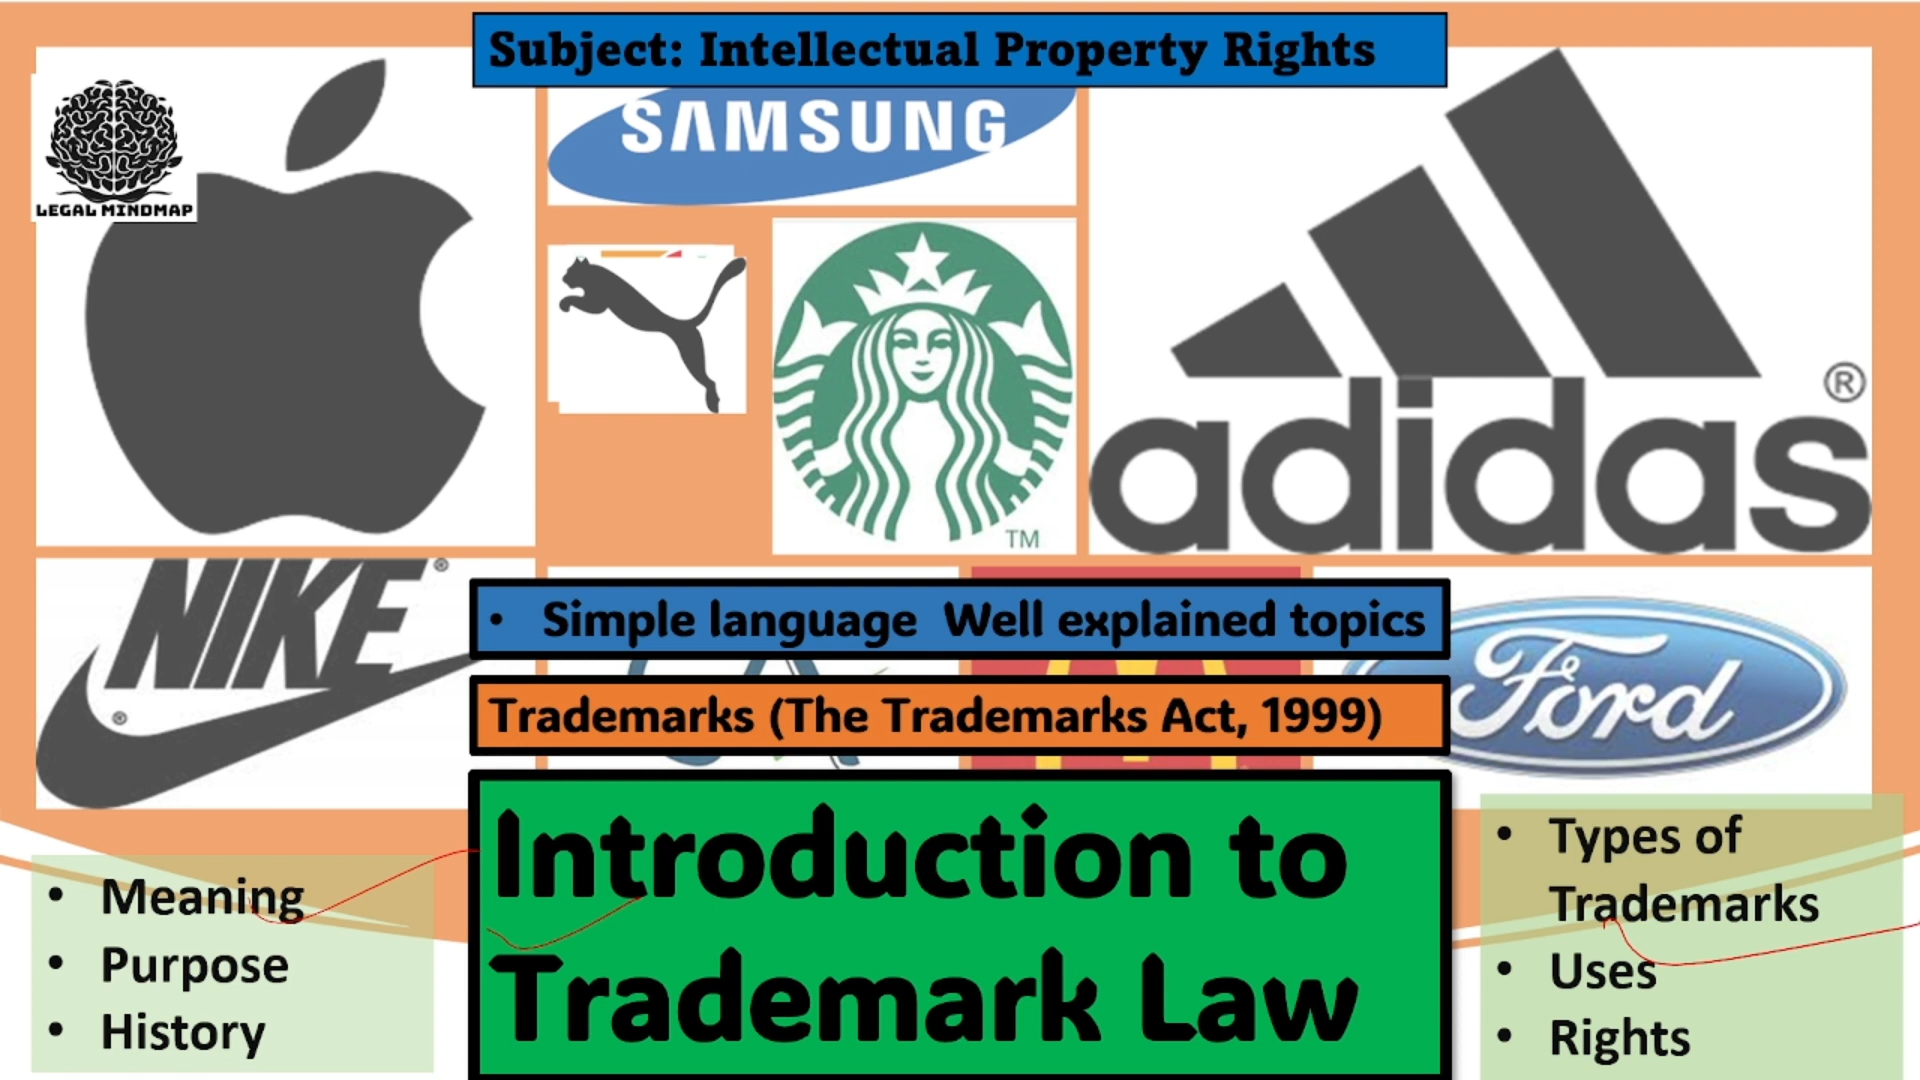 Subject: Intellectual Property Rights
LEGAL MINDMAP
SAMSUNG
adidas
®
TM
NIKE
®
®
• Simple language Well explained topics
Trademarks (The Trademarks Act, 1999)
Ford
Introduction to
Trademark Law
• Meaning
• Purpose
• History
• Types of
Trademarks
• Uses
• Rights